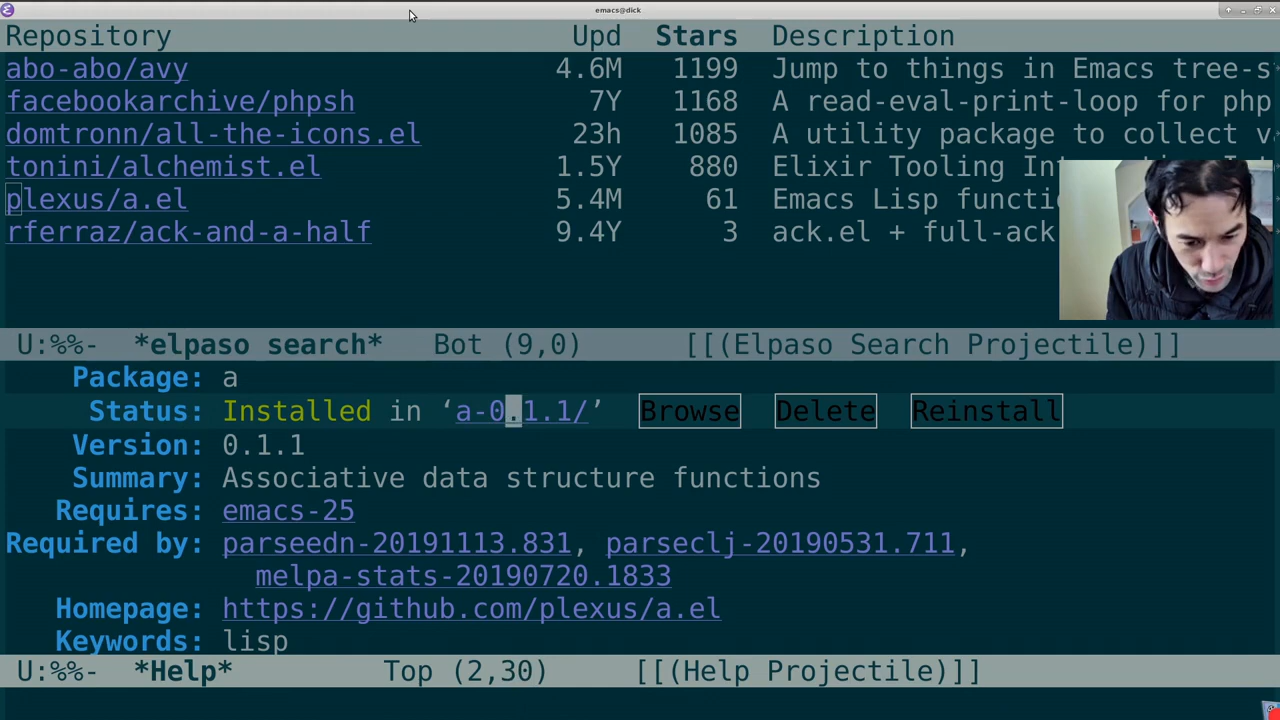 emacs@dick
Repository Upd Stars Description
abo-abo/avy 4.6M 1199 Jump to things in Emacs tree-s
facebookarchive/phpsh 7Y 1168 A read-eval-print-loop for php
domtronn/all-the-icons.el 23h 1085 A utility package to collect
tonini/alchemist.el 1.5Y 880 Elixir Tooling
plexus/a.el 5.4M 61 Emacs Lisp
rferraz/ack-and-a-half 9.4Y 3 ack.el + full-ack
U:%%- *elpaso search* Bot (9,0) [[(Elpaso Search Projectile)]]
Package: a
Status: Installed in ‘a-0.1.1/’ Browse Delete Reinstall
Version: 0.1.1
Summary: Associative data structure functions
Requires: emacs-25
Required by: parseedn-20191113.831, parseclj-20190531.711,
melpa-stats-20190720.1833
Homepage: https://github.com/plexus/a.el
Keywords: lisp
U:%%- *Help* Top (2,30) [[(Help Projectile)]]